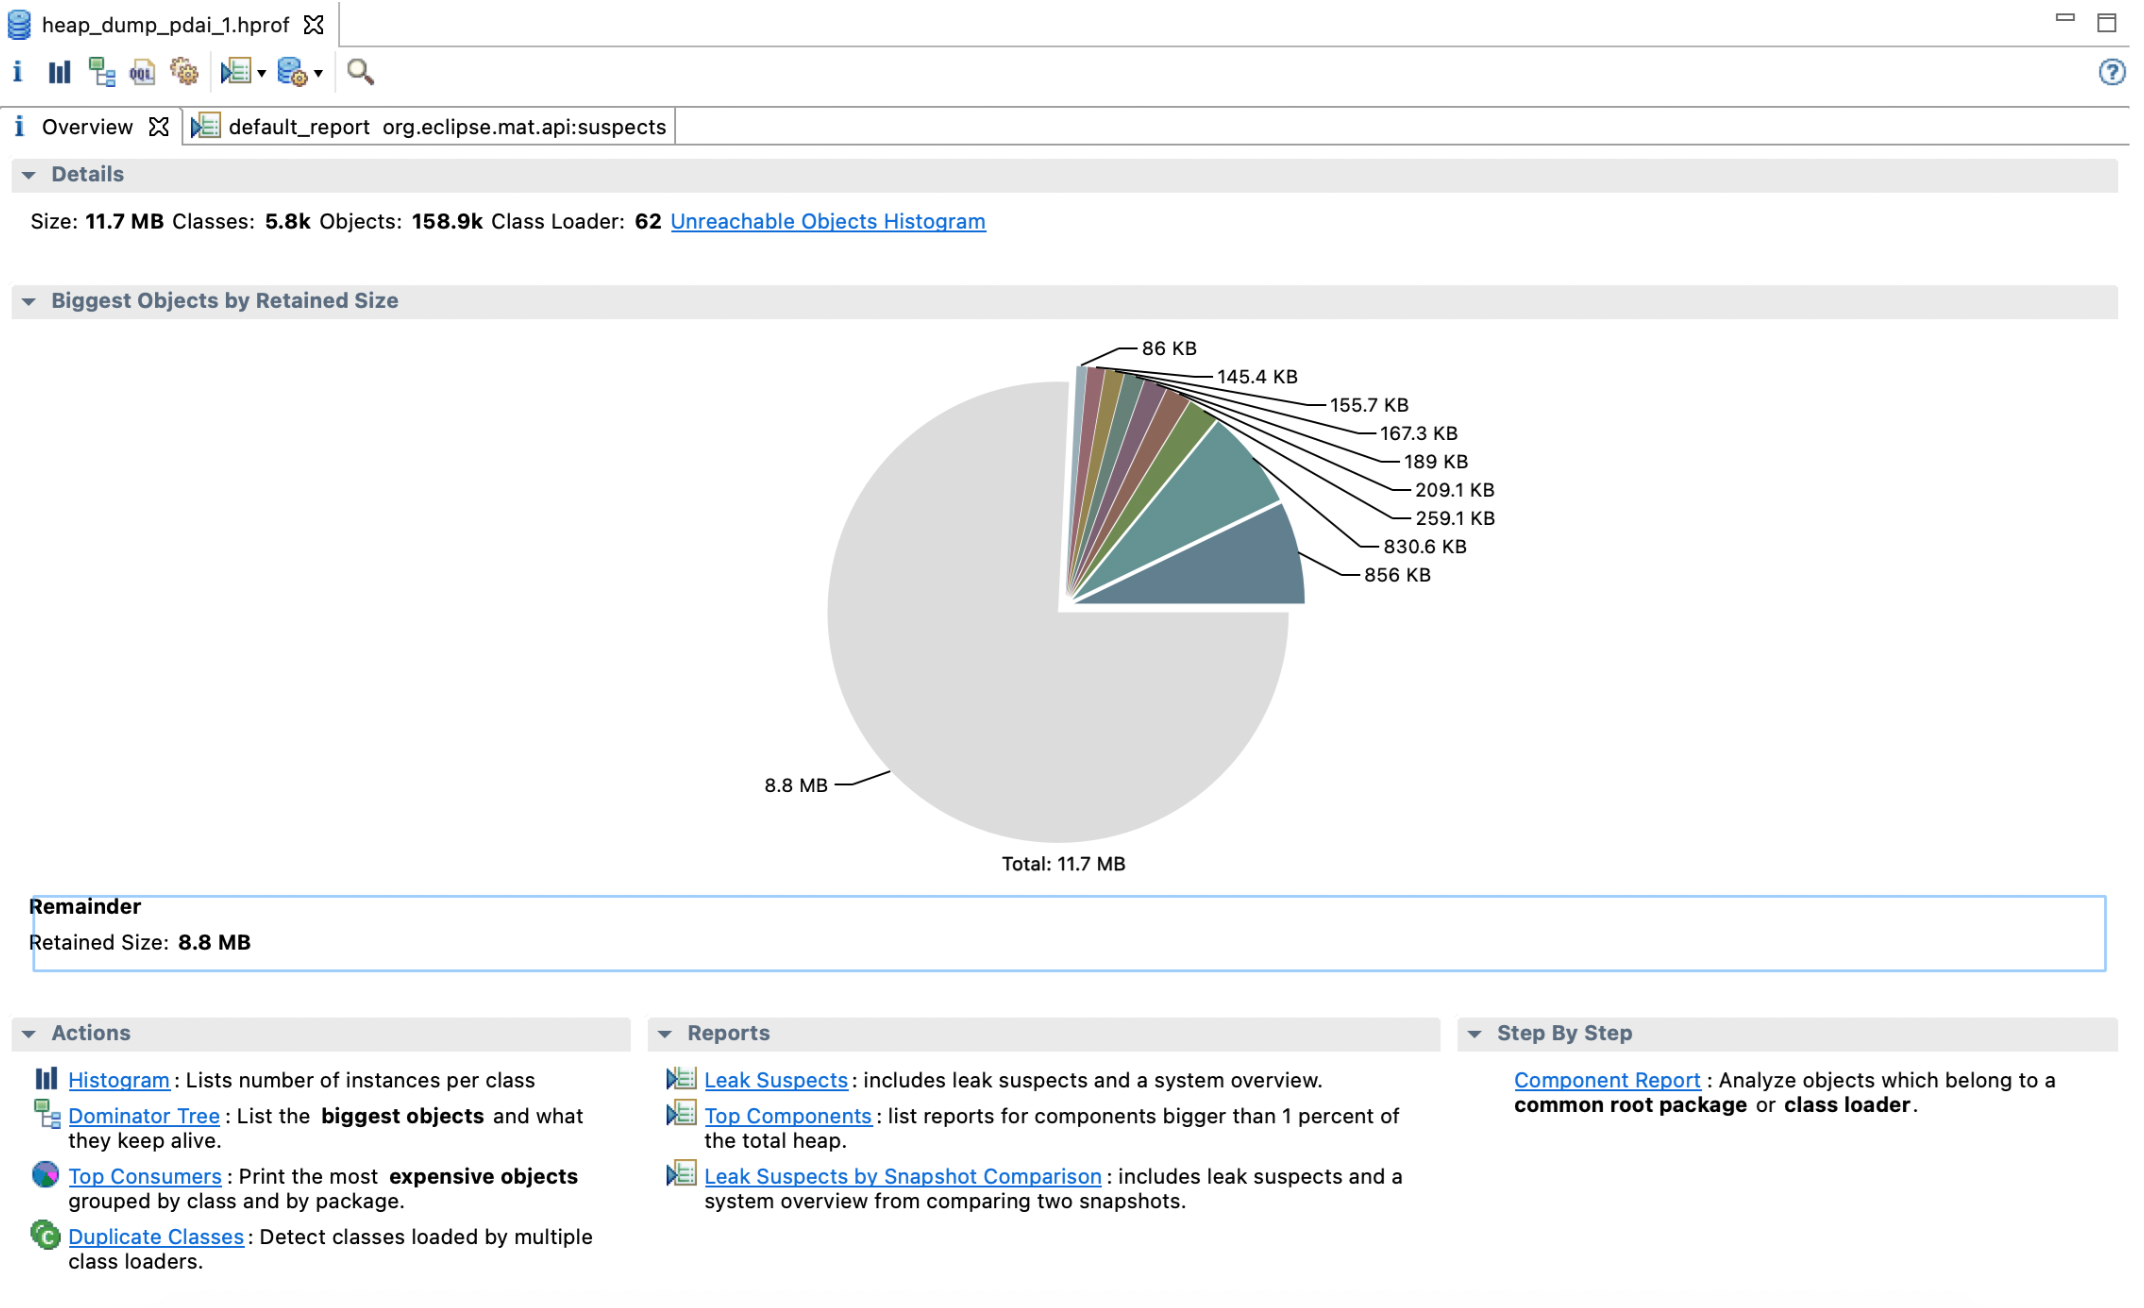 heap_dump_pdai_1.hprof
i OQL
?
i Overview default_report org.eclipse.mat.api:suspects
Details
Size: 11.7 MB Classes: 5.8k Objects: 158.9k Class Loader: 62 Unreachable Objects Histogram
Biggest Objects by Retained Size
86 KB
145.4 KB
155.7 KB
167.3 KB
189 KB
209.1 KB
259.1 KB
830.6 KB
856 KB
8.8 MB
Total: 11.7 MB
Remainder
Retained Size: 8.8 MB
Actions
Histogram : Lists number of instances per class
Dominator Tree : List the biggest objects and what
they keep alive.
Top Consumers : Print the most expensive objects
grouped by class and by package.
C Duplicate Classes : Detect classes loaded by multiple
class loaders.
Reports
Leak Suspects : includes leak suspects and a system overview.
Top Components : list reports for components bigger than 1 percent of
the total heap.
Leak Suspects by Snapshot Comparison : includes leak suspects and a
system overview from comparing two snapshots.
Step By Step
Component Report : Analyze objects which belong to a
common root package or class loader.